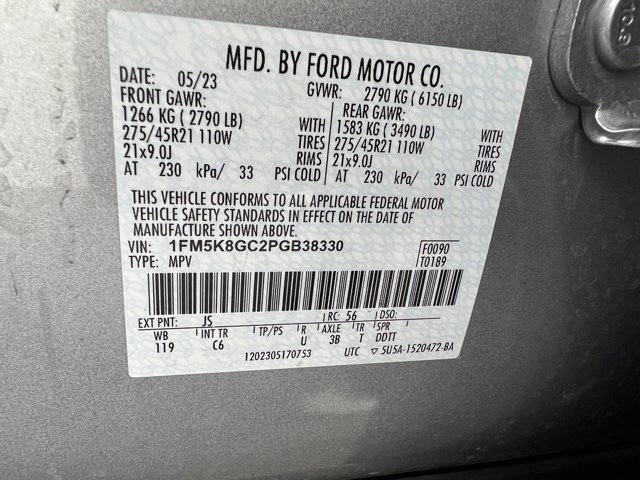 MFD. BY FORD MOTOR CO.
DATE: 05/23 GVWR: 2790 KG ( 6150 LB)
FRONT GAWR: REAR GAWR:
1266 KG ( 2790 LB) WITH 1583 KG ( 3490 LB) WITH
275/45R21 110W TIRES 275/45R21 110W TIRES
21x9.0J RIMS 21x9.0J RIMS
AT 230 kPa/ 33 PSI COLD AT 230 kPa/ 33 PSI COLD
THIS VEHICLE CONFORMS TO ALL APPLICABLE FEDERAL MOTOR
VEHICLE SAFETY STANDARDS IN EFFECT ON THE DATE OF
MANUFACTURE SHOWN ABOVE.
VIN: 1FM5K8GC2PGB38330 F0090
TYPE: MPV T0189
EXT PNT: JS RC: 56 DSO:
WB INT TR TP/PS R AXLE TR SPR
119 C6 U 3B T DDTT
1202305170753 UTC ▽ 5U5A-1520472-BA